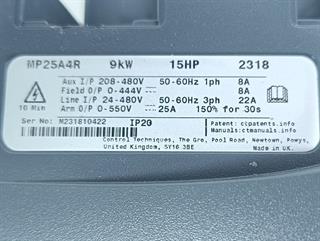 MP25A4R 9kW 15HP 2318
Aux I/P 208-480V 50-60Hz 1ph 8A
Field O/P 0-444V 8A
Line I/P 24-480V 50-60Hz 3ph 22A
Arm O/P 0-550V 25A 150% for 30s
10 Min
Ser No: M231810422 IP20
Patent: ctpatents.info
Manuals: ctmanuals.info
Control Techniques, The Gro, Pool Road, Newtown, Powys,
United Kingdom, SY16 3BE
Made in UK.